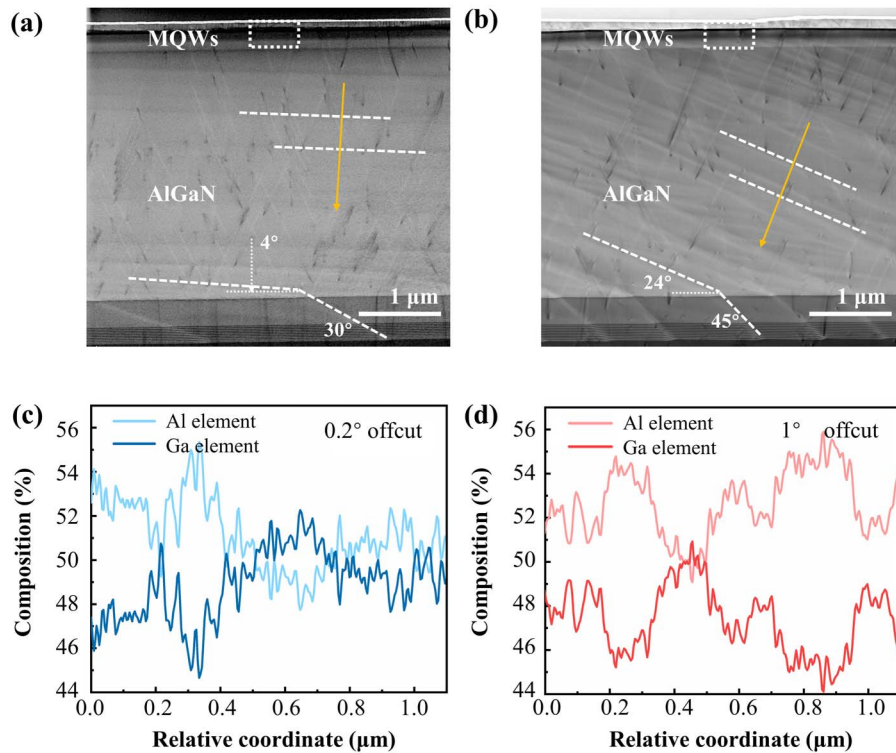 (a)
MQWs
AlGaN
4°
30°
1 µm
(b)
MQWs
AlGaN
24°
45°
1 µm
(c)
Al element
Ga element
0.2° offcut
56
54
52
50
48
46
44
Composition (%)
0.0 0.2 0.4 0.6 0.8 1.0
Relative coordinate (µm)
(d)
Al element
Ga element
1° offcut
56
54
52
50
48
46
44
Composition (%)
0.0 0.2 0.4 0.6 0.8 1.0
Relative coordinate (µm)